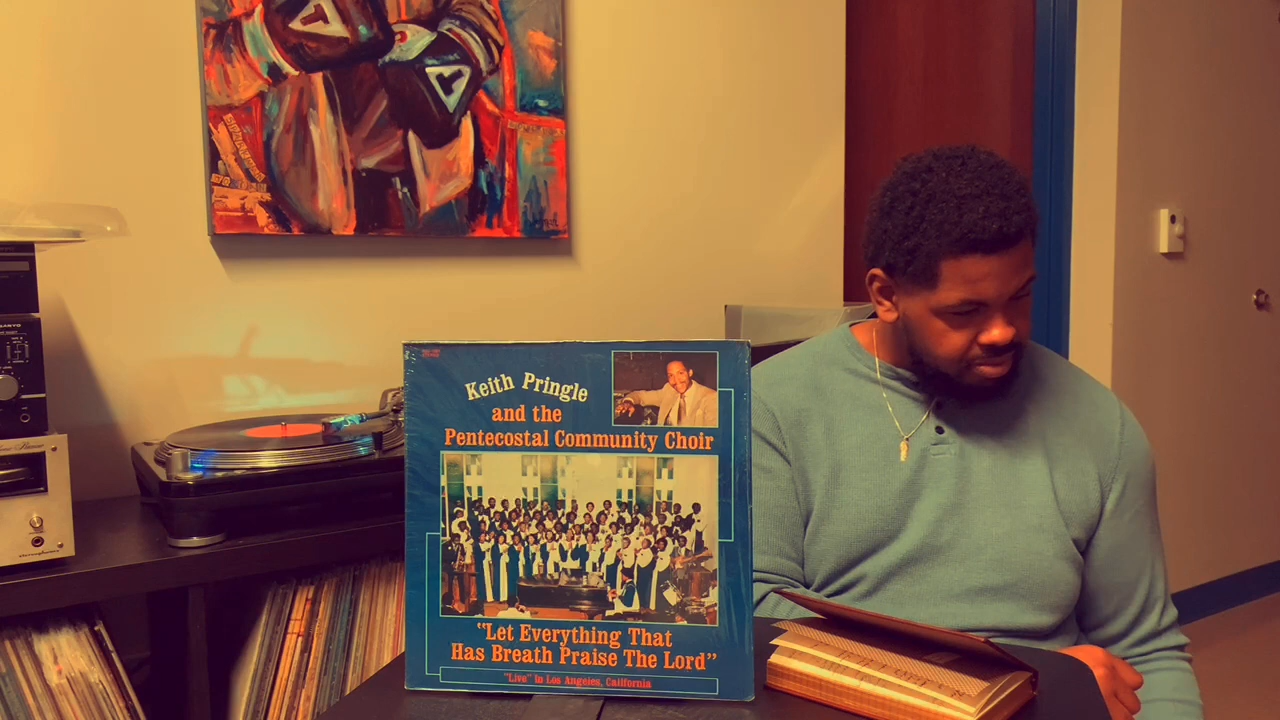 SANYO
Keith Pringle
and the
Pentecostal Community Choir
"Let Everything That
Has Breath Praise The Lord"
"Live" in Los Angeles, California